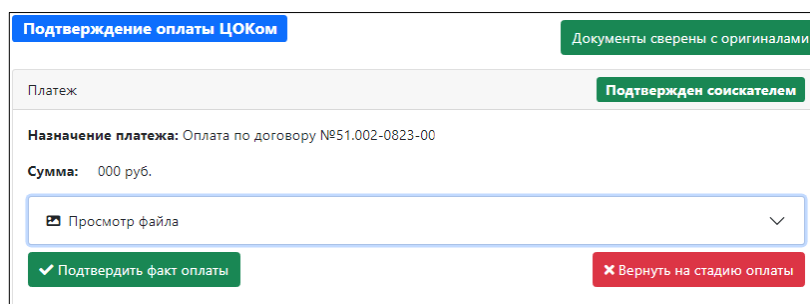 Подтверждение оплаты ЦОКом
Документы сверены с оригиналами
Платеж
Подтвержден соискателем
Назначение платежа: Оплата по договору №51.002-0823-00
Сумма: 000 руб.
Просмотр файла
Подтвердить факт оплаты
Вернуть на стадию оплаты